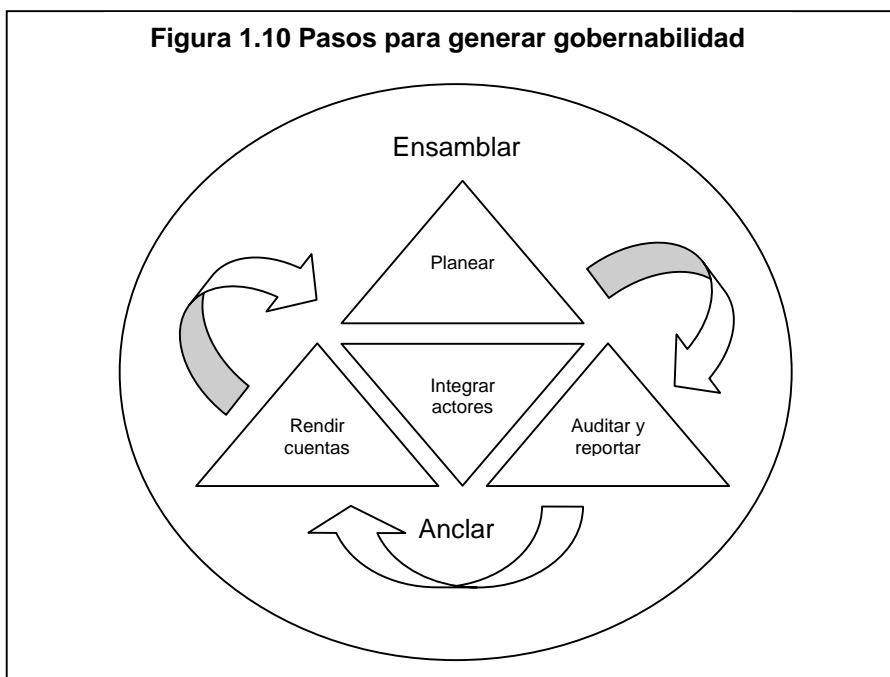 Figura 1.10 Pasos para generar gobernabilidad
Ensamblar
Planear
Integrar
actores
Rendir
cuentas
Auditar y
reportar
Anclar